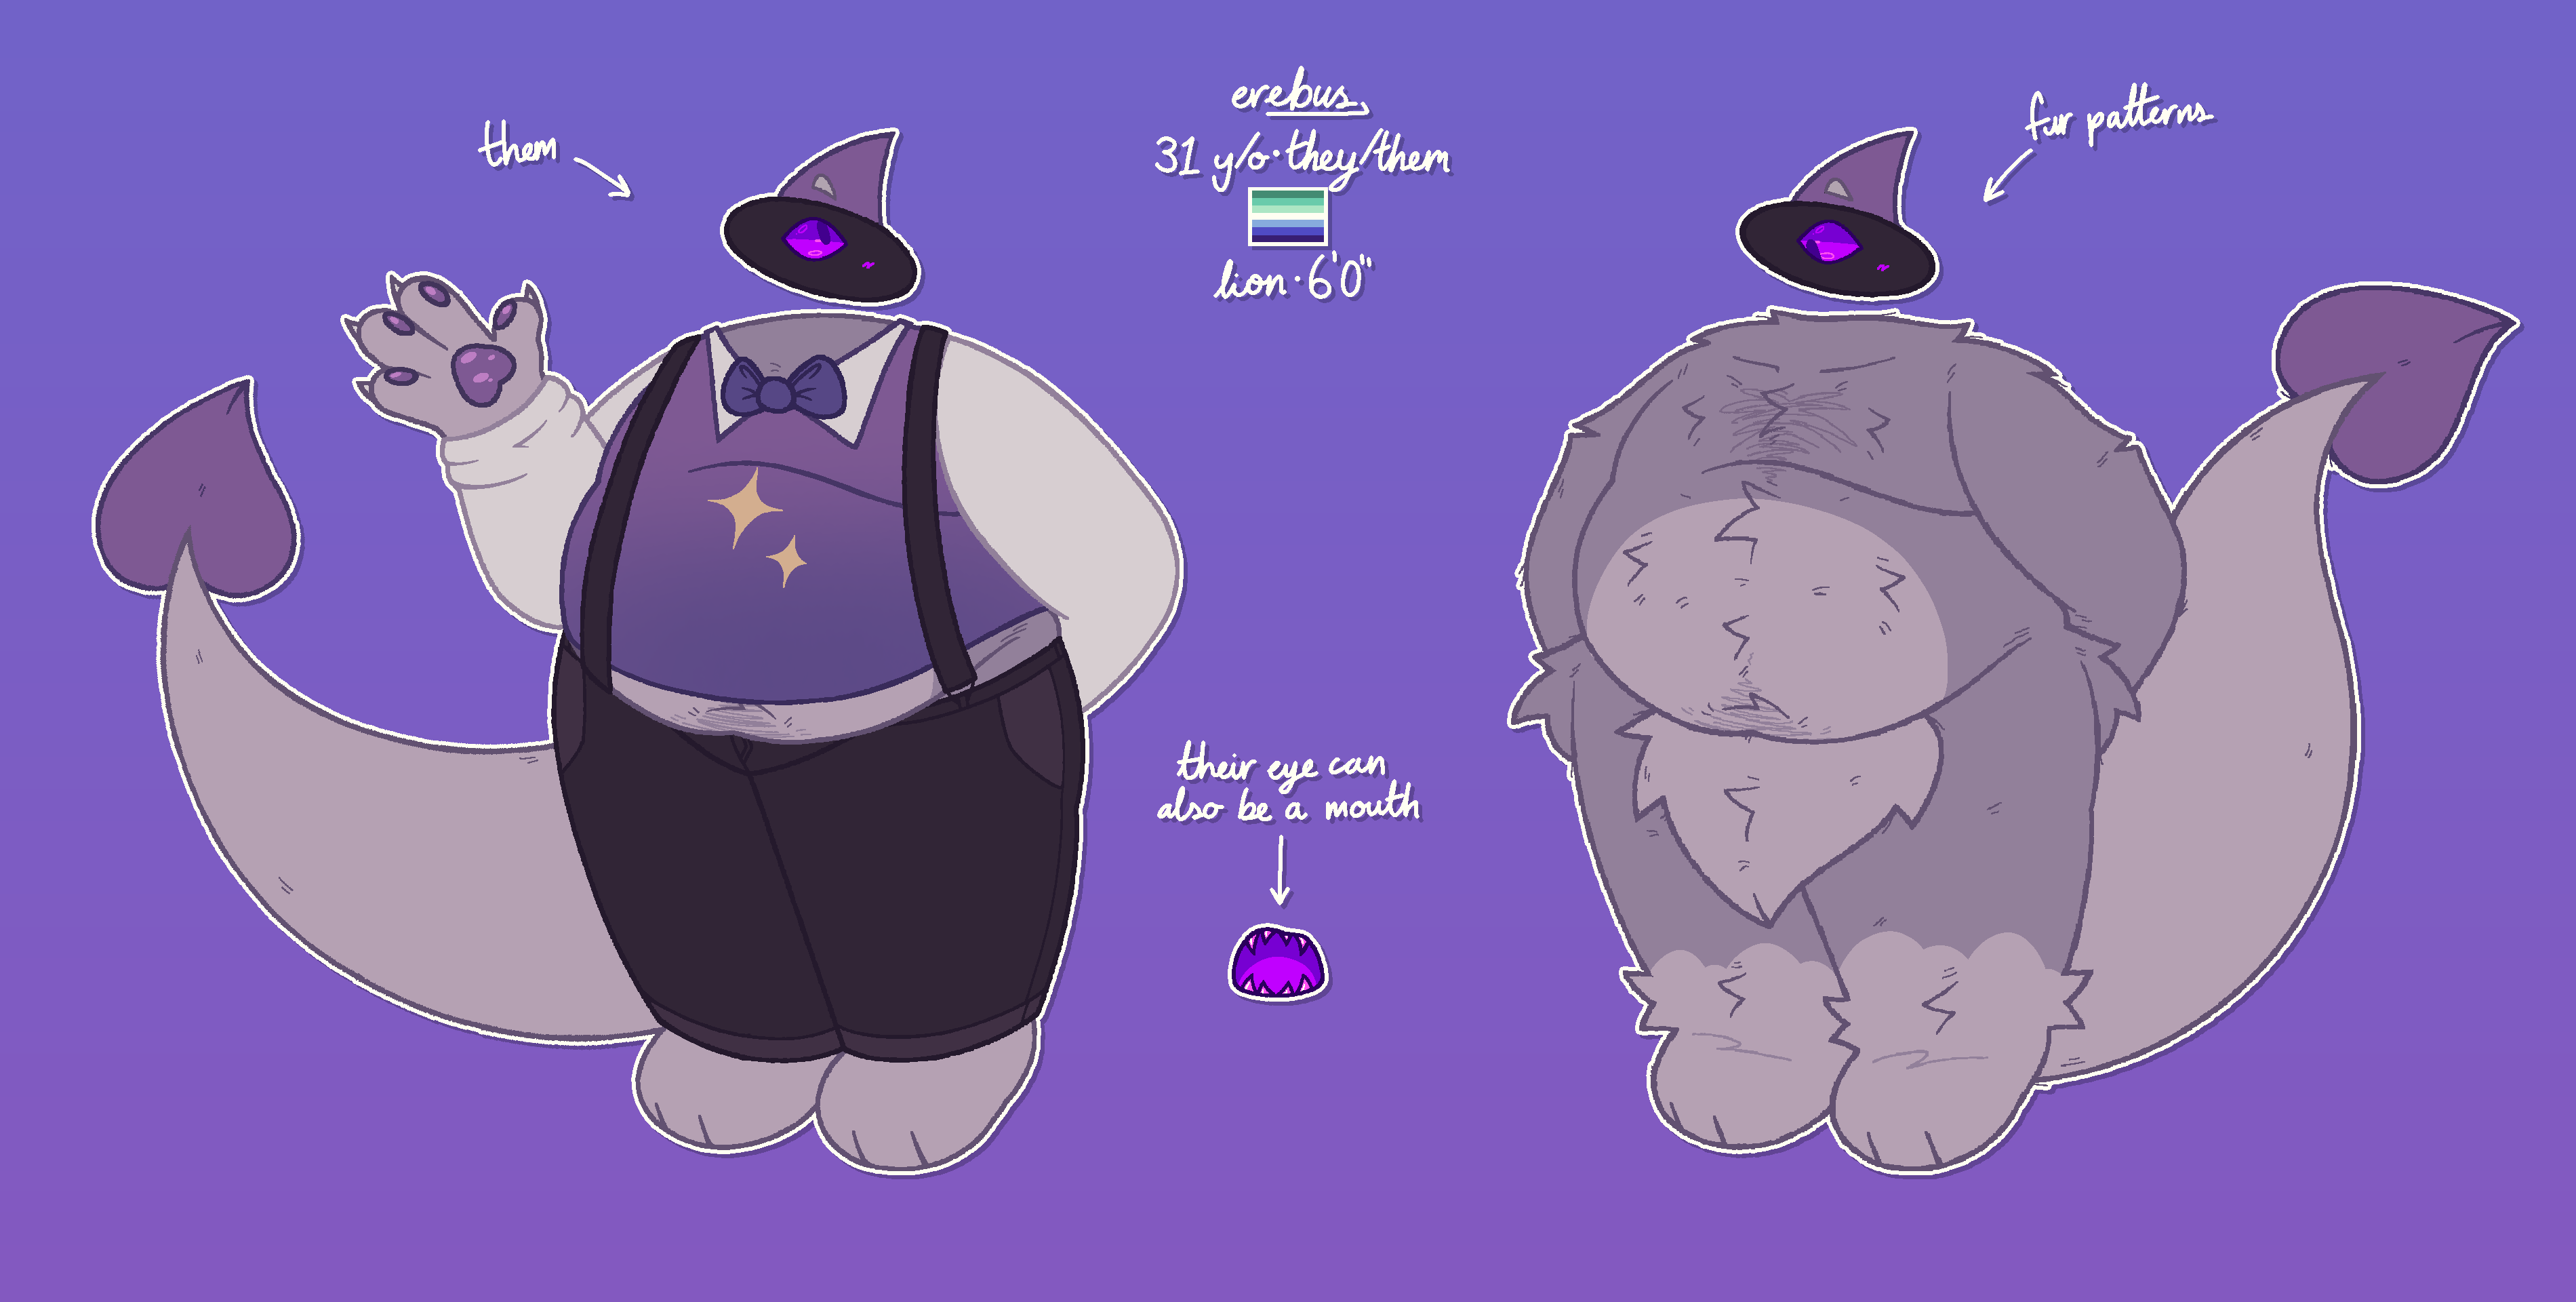 them
erebus
31 y/o · they/them
lion · 6'0"
fur patterns
their eye can
also be a mouth